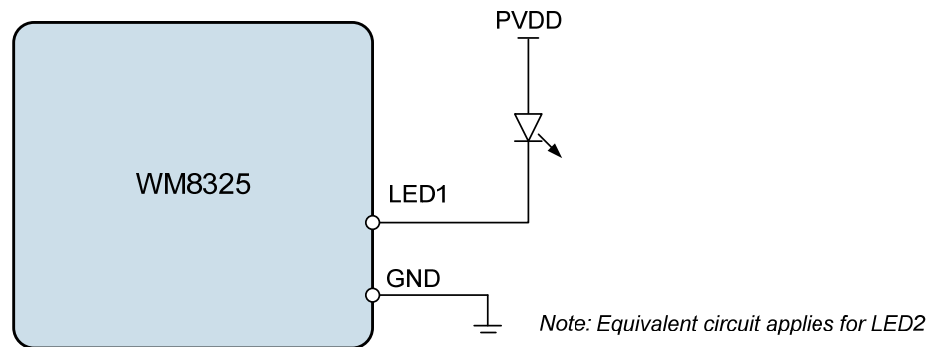 PVDD
WM8325
LED1
GND
Note: Equivalent circuit applies for LED2